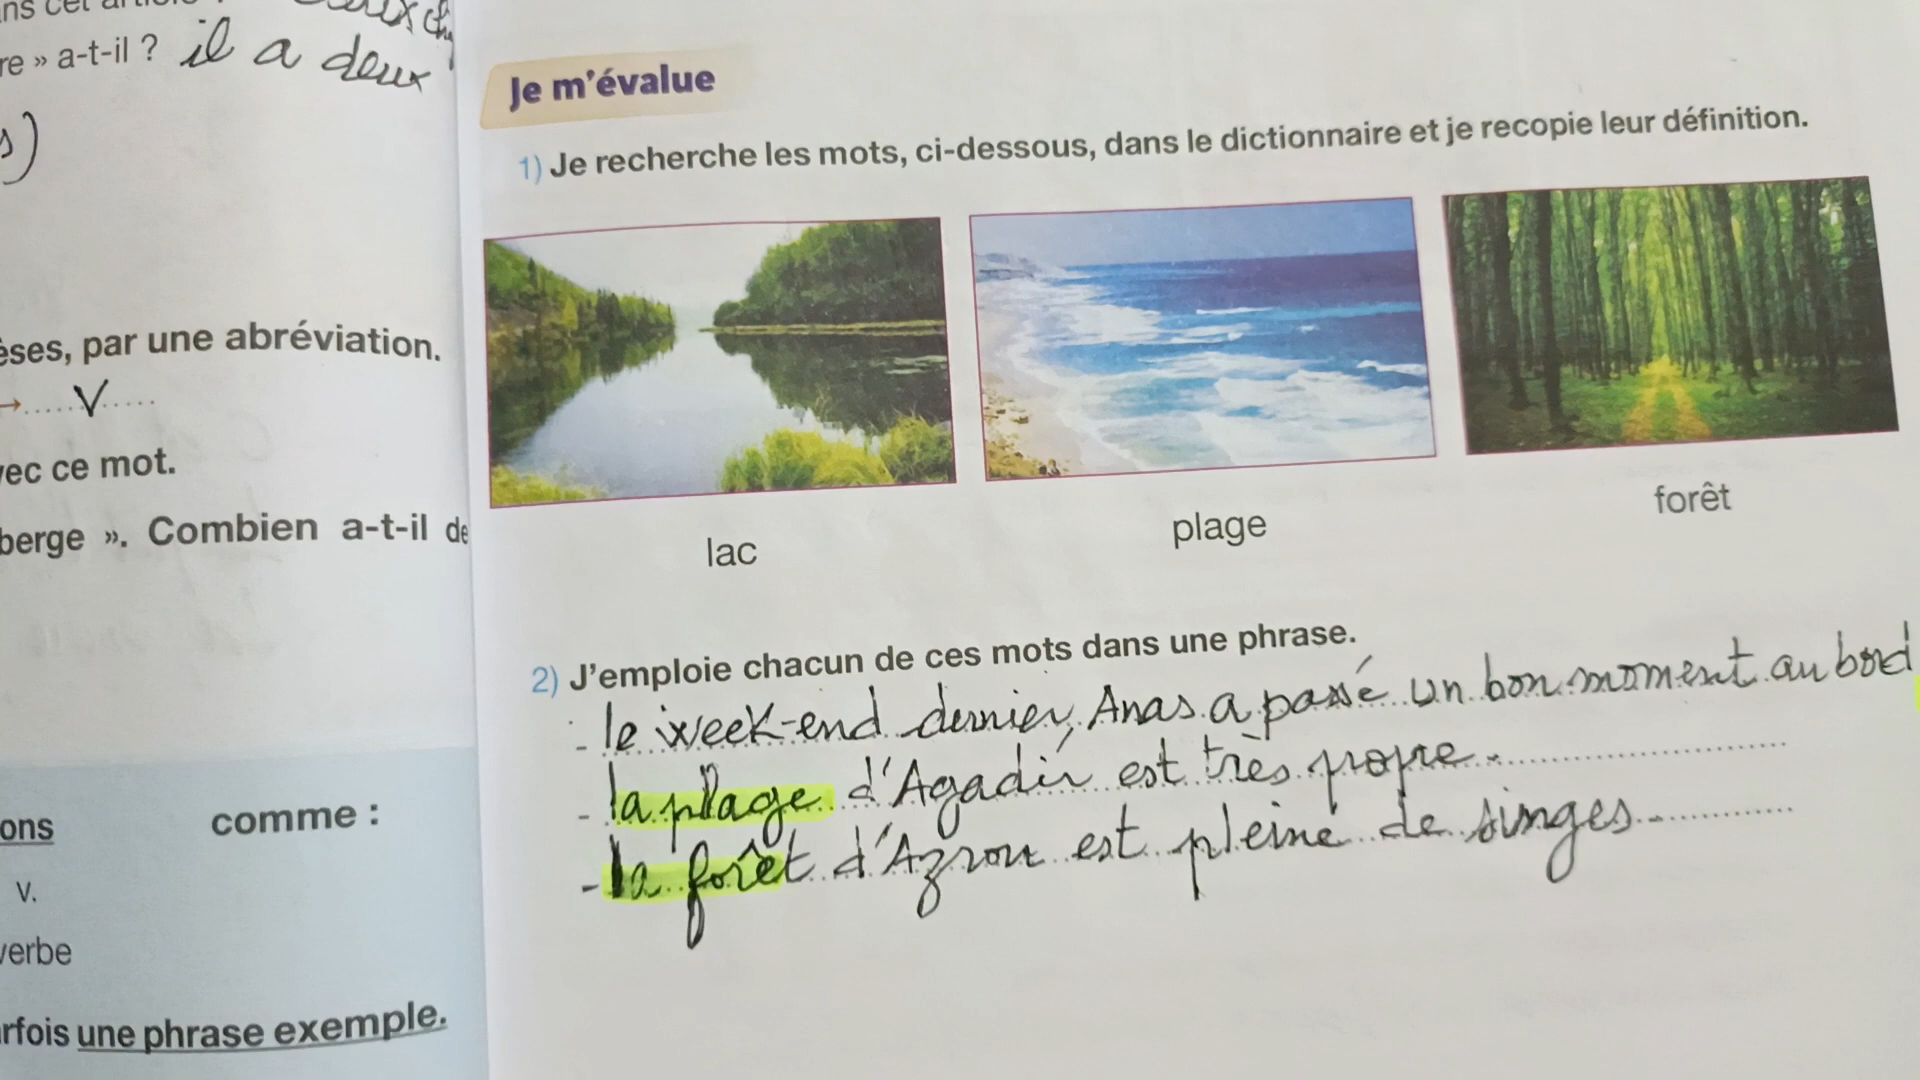 re » a-t-il ? il a deux
s)
èses, par une abréviation.
→ ..... V .....
vec ce mot.
berge ». Combien a-t-il de
ons comme :
v.
verbe
rfois une phrase exemple.
Je m'évalue
1) Je recherche les mots, ci-dessous, dans le dictionnaire et je recopie leur définition.
lac plage forêt
2) J'emploie chacun de ces mots dans une phrase.
- le week-end dernier, Anas a passé un bon moment au bord
- la plage d'Agadir est très propre.
- la forêt d'Azrou est pleine de singes.